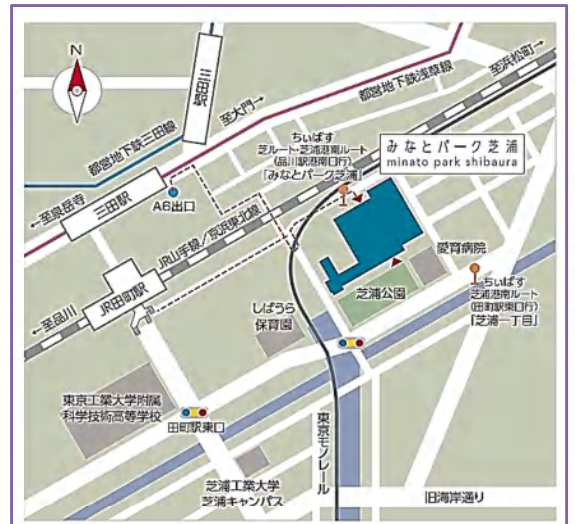 N
三田駅
至浜松町→
都営地下鉄浅草線
至大門→
都営地下鉄三田線
ちぃばす
芝ルート・芝浦港南ルート
(品川駅港南口行)
「みなとパーク芝浦」
みなとパーク芝浦
minato park shibaura
三田駅
←至泉岳寺
A6出口
JR山手線/京浜東北線
愛育病院
JR田町駅
←至品川
芝浦公園
ちぃばす
芝浦港南ルート
(田町駅東口行)
「芝浦一丁目」
しばうら
保育園
東京工業大学附属
科学技術高等学校
田町駅東口
東京モノレール
芝浦工業大学
芝浦キャンパス
旧海岸通り